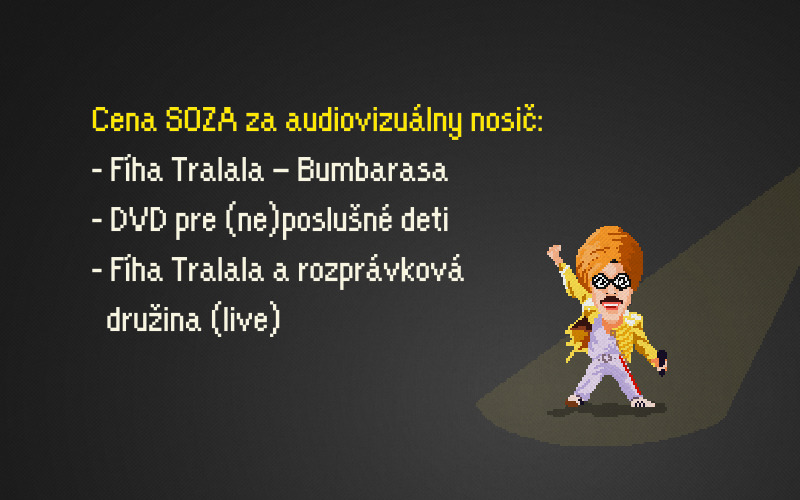 Cena SOZA za audiovizuálny nosič:
- Fíha Tralala – Bumbarasa
- DVD pre (ne)poslušné deti
- Fíha Tralala a rozprávková
družina (live)